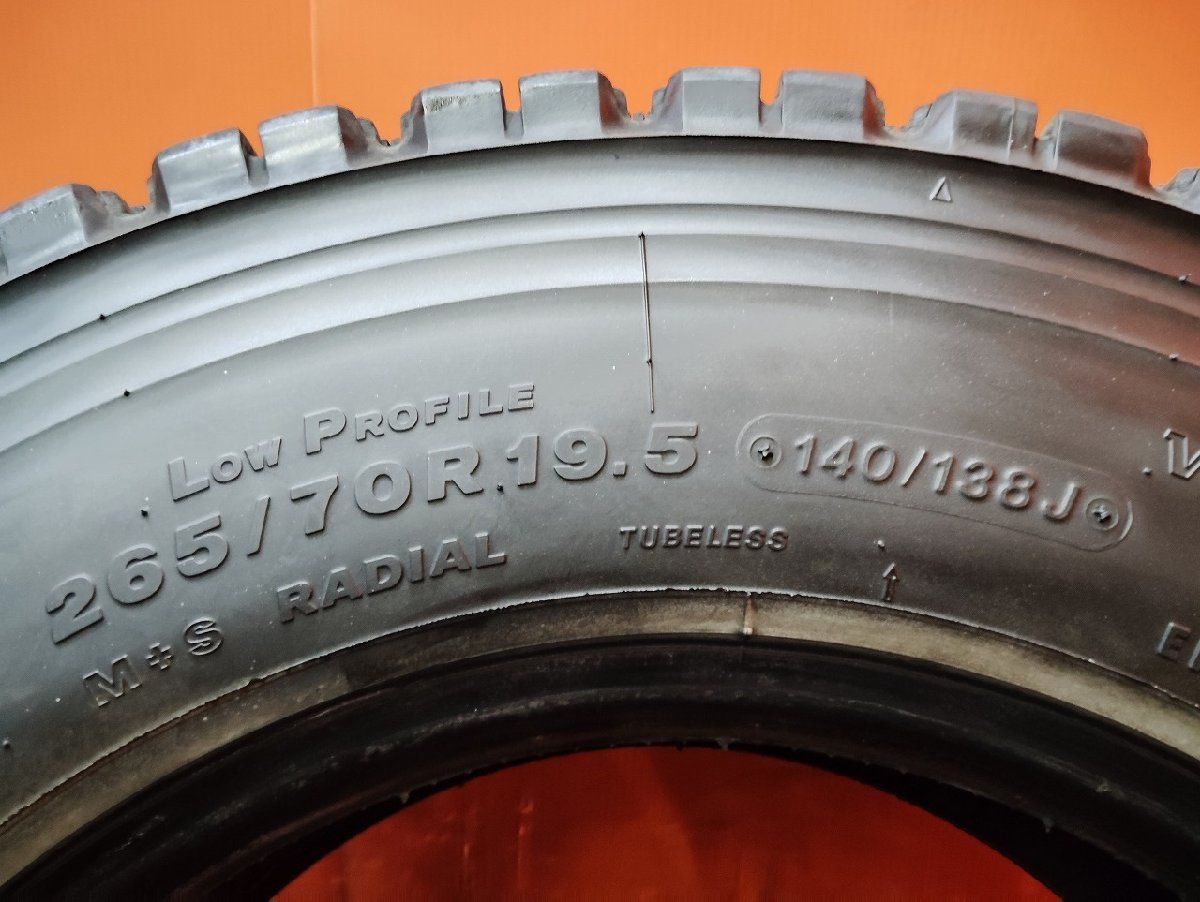 LOW PROFILE
265/70R19.5 140/138J
M+S RADIAL TUBELESS